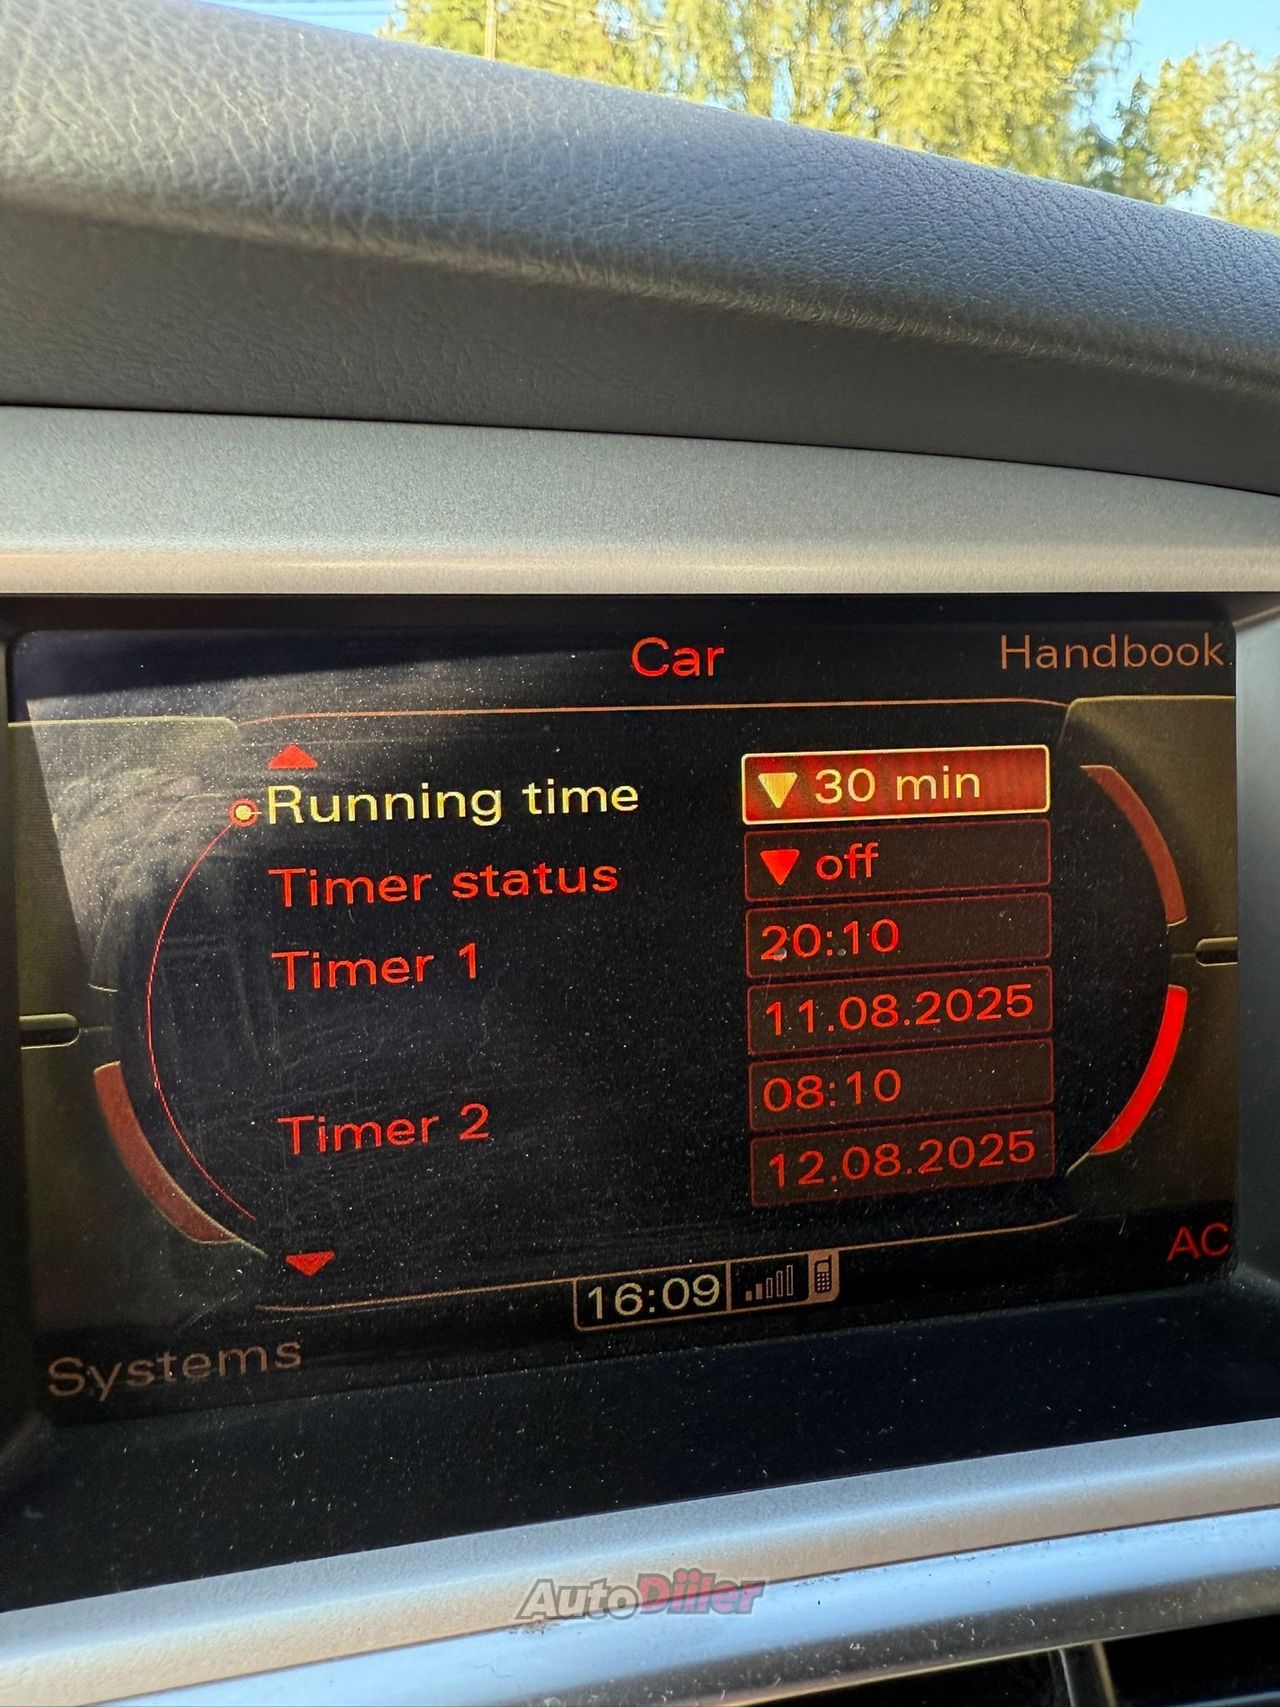 Car
Handbook
Running time 30 min
Timer status off
Timer 1 20:10
11.08.2025
Timer 2 08:10
12.08.2025
AC
16:09
Systems
AutoDiiler